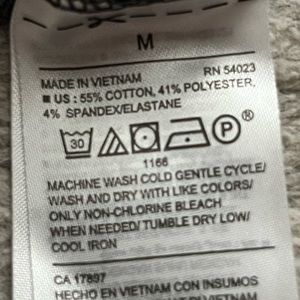 M
MADE IN VIETNAM RN 54023
US : 55% COTTON, 41% POLYESTER,
4% SPANDEX/ELASTANE
30 P ®
1166
MACHINE WASH COLD GENTLE CYCLE/
WASH AND DRY WITH LIKE COLORS/
ONLY NON-CHLORINE BLEACH
WHEN NEEDED/ TUMBLE DRY LOW/
COOL IRON
CA 17897
HECHO EN VIETNAM CON INSUMOS